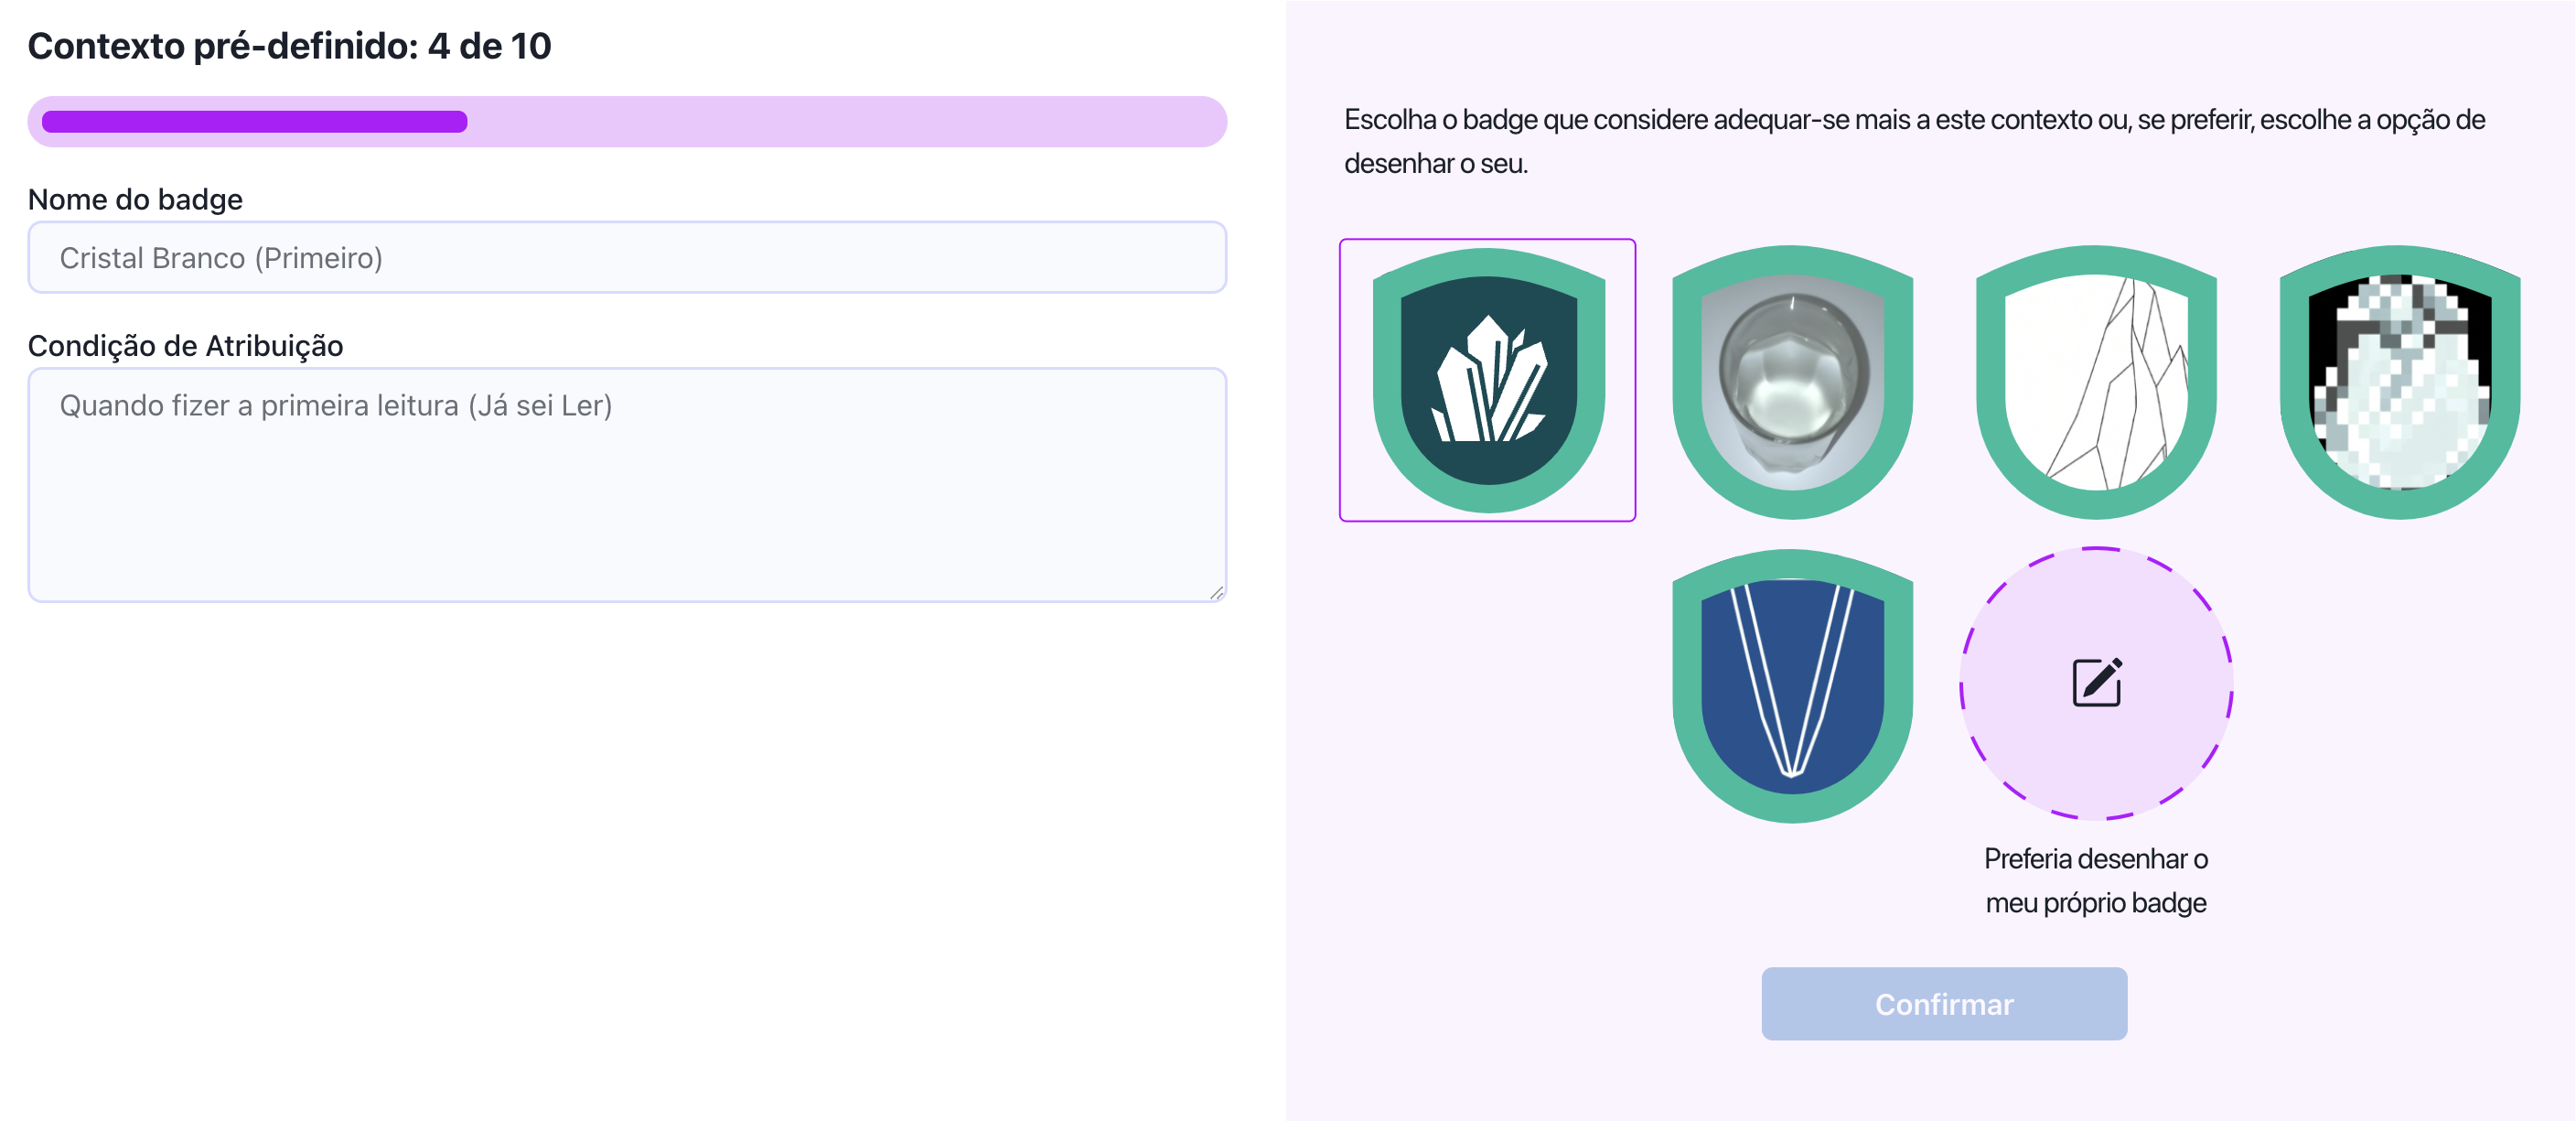 Contexto pré-definido: 4 de 10
Nome do badge
Cristal Branco (Primeiro)
Condição de Atribuição
Quando fizer a primeira leitura (Já sei Ler)
Escolha o badge que considere adequar-se mais a este contexto ou, se preferir, escolhe a opção de
desenhar o seu.
Preferia desenhar o
meu próprio badge
Confirmar